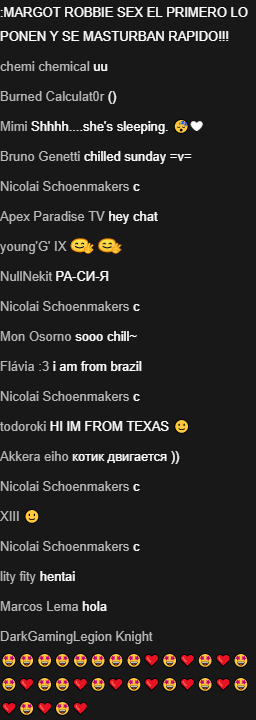 :MARGOT ROBBIE SEX EL PRIMERO LO
PONEN Y SE MASTURBAN RAPIDO!!!
chemi chemical uu
Burned Calculat0r ()
Mimi Shhhh....she's sleeping. 😴🤍
Bruno Genetti chilled sunday =v=
Nicolai Schoenmakers c
Apex Paradise TV hey chat
young'G' IX
NullNekit РА-СИ-Я
Nicolai Schoenmakers c
Mon Osorno sooo chill~
Flávia :3 i am from brazil
Nicolai Schoenmakers c
todoroki HI IM FROM TEXAS 🙂
Akkera eiho котик двигается ))
Nicolai Schoenmakers c
XIII 🙂
Nicolai Schoenmakers c
lity fity hentai
Marcos Lema hola
DarkGamingLegion Knight
🤩🤩🤩🤩🤩🤩🤩🤩❤🤩❤🤩❤🤩
🤩❤🤩🤩❤🤩❤🤩❤🤩❤🤩❤🤩
❤🤩❤🤩❤